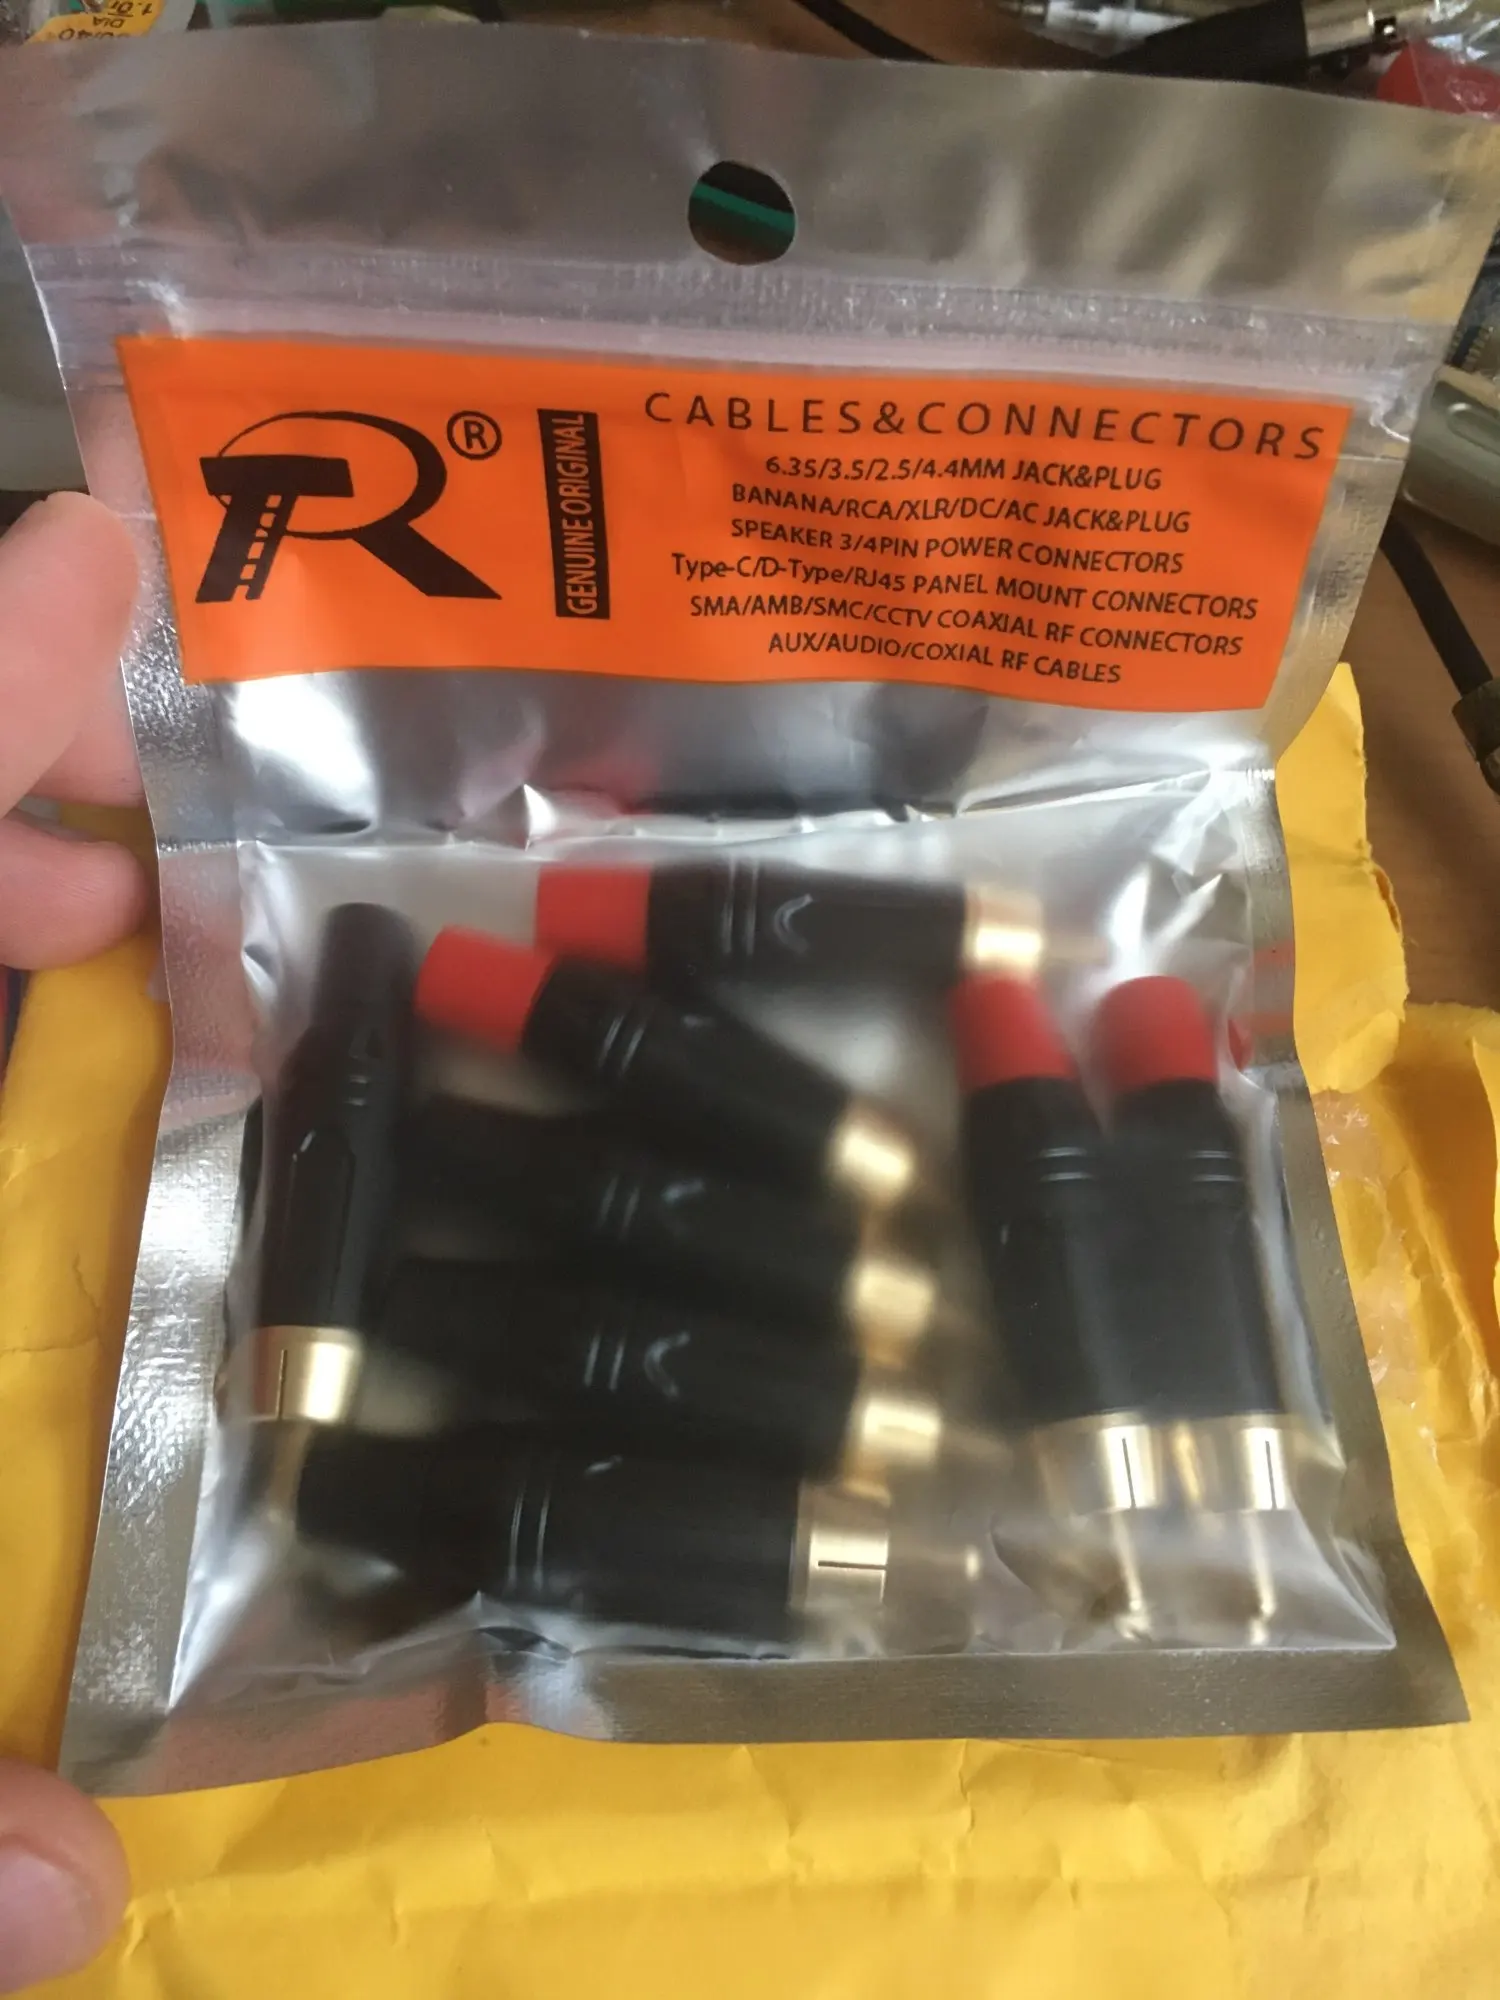 R®
GENUINE ORIGINAL
CABLES&CONNECTORS
6.35/3.5/2.5/4.4MM JACK&PLUG
BANANA/RCA/XLR/DC/AC JACK&PLUG
SPEAKER 3/4PIN POWER CONNECTORS
Type-C/D-Type/RJ45 PANEL MOUNT CONNECTORS
SMA/AMB/SMC/CCTV COAXIAL RF CONNECTORS
AUX/AUDIO/COXIAL RF CABLES